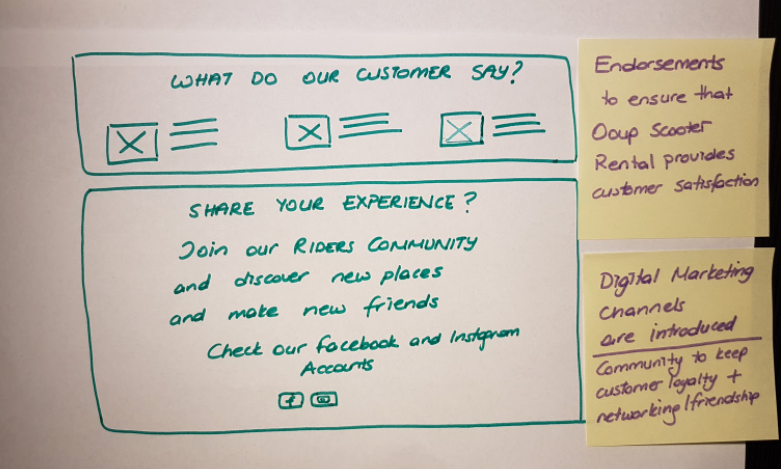 WHAT DO OUR CUSTOMER SAY?
SHARE YOUR EXPERIENCE?
Join our RIDERS COMMUNITY
and discover new places
and make new friends
Check our facebook and Instagram
Accounts
f
Endorsements
to ensure that
Ooup Scooter
Rental provides
customer satisfaction
Digital Marketing
channels
are introduced
Community to keep
customer loyalty +
networking/friendship